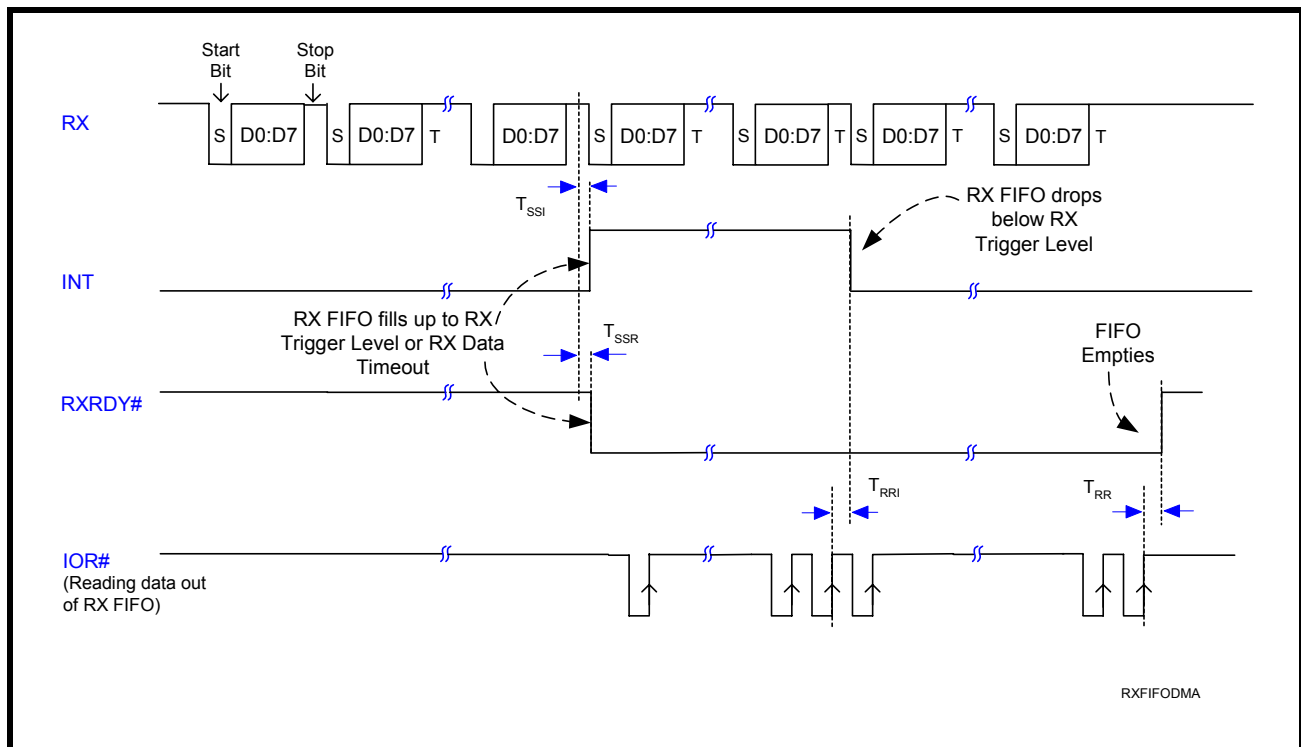 Start
Bit
Stop
Bit
RX
S D0:D7 S D0:D7 T D0:D7 S D0:D7 T S D0:D7 T S D0:D7 T S D0:D7 T
TSSI
RX FIFO drops
below RX
Trigger Level
INT
RX FIFO fills up to RX
Trigger Level or RX Data
Timeout
TSSR
FIFO
Empties
RXRDY#
TRRI
TRR
IOR#
(Reading data out
of RX FIFO)
RXFIFODMA